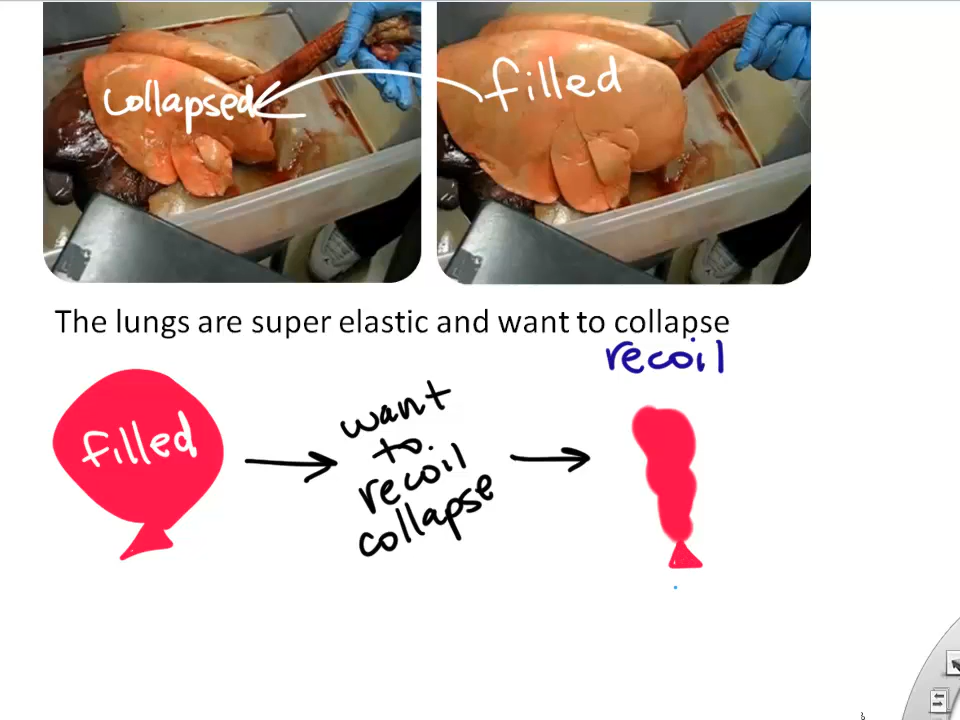 collapsed
filled
The lungs are super elastic and want to collapse
recoil
filled
want
to
recoil
collapse